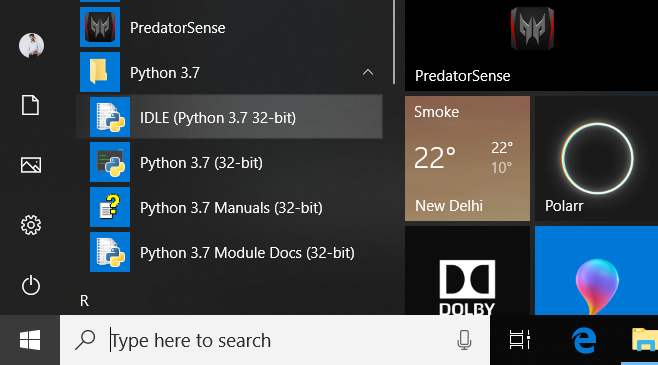 PredatorSense
Python 3.7
IDLE (Python 3.7 32-bit)
Python 3.7 (32-bit)
Python 3.7 Manuals (32-bit)
Python 3.7 Module Docs (32-bit)
R
PredatorSense
Smoke
22°
22°
10°
New Delhi
Polarr
DOLBY
Type here to search